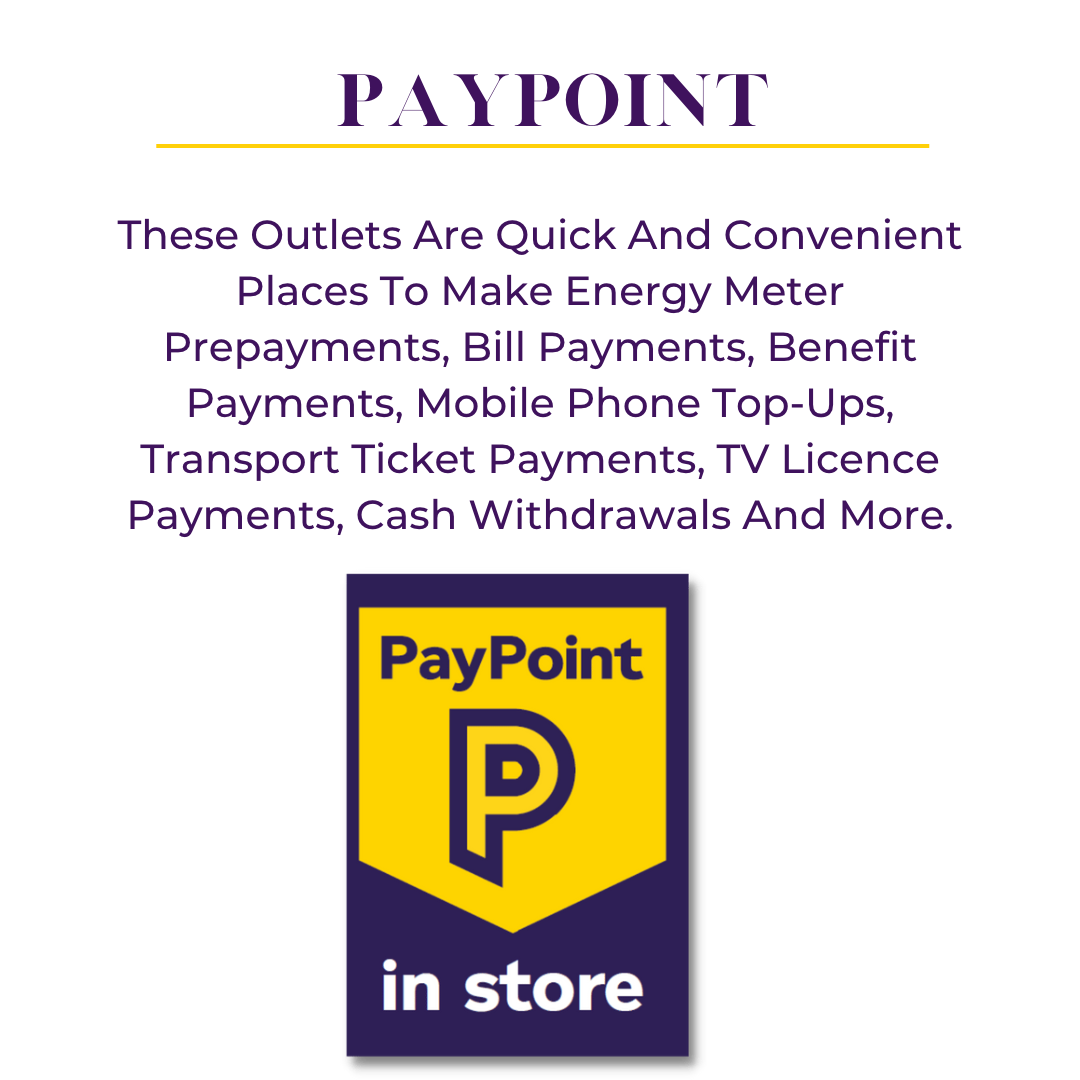 PAYPOINT
These Outlets Are Quick And Convenient
Places To Make Energy Meter
Prepayments, Bill Payments, Benefit
Payments, Mobile Phone Top-Ups,
Transport Ticket Payments, TV Licence
Payments, Cash Withdrawals And More.
PayPoint
P
in store